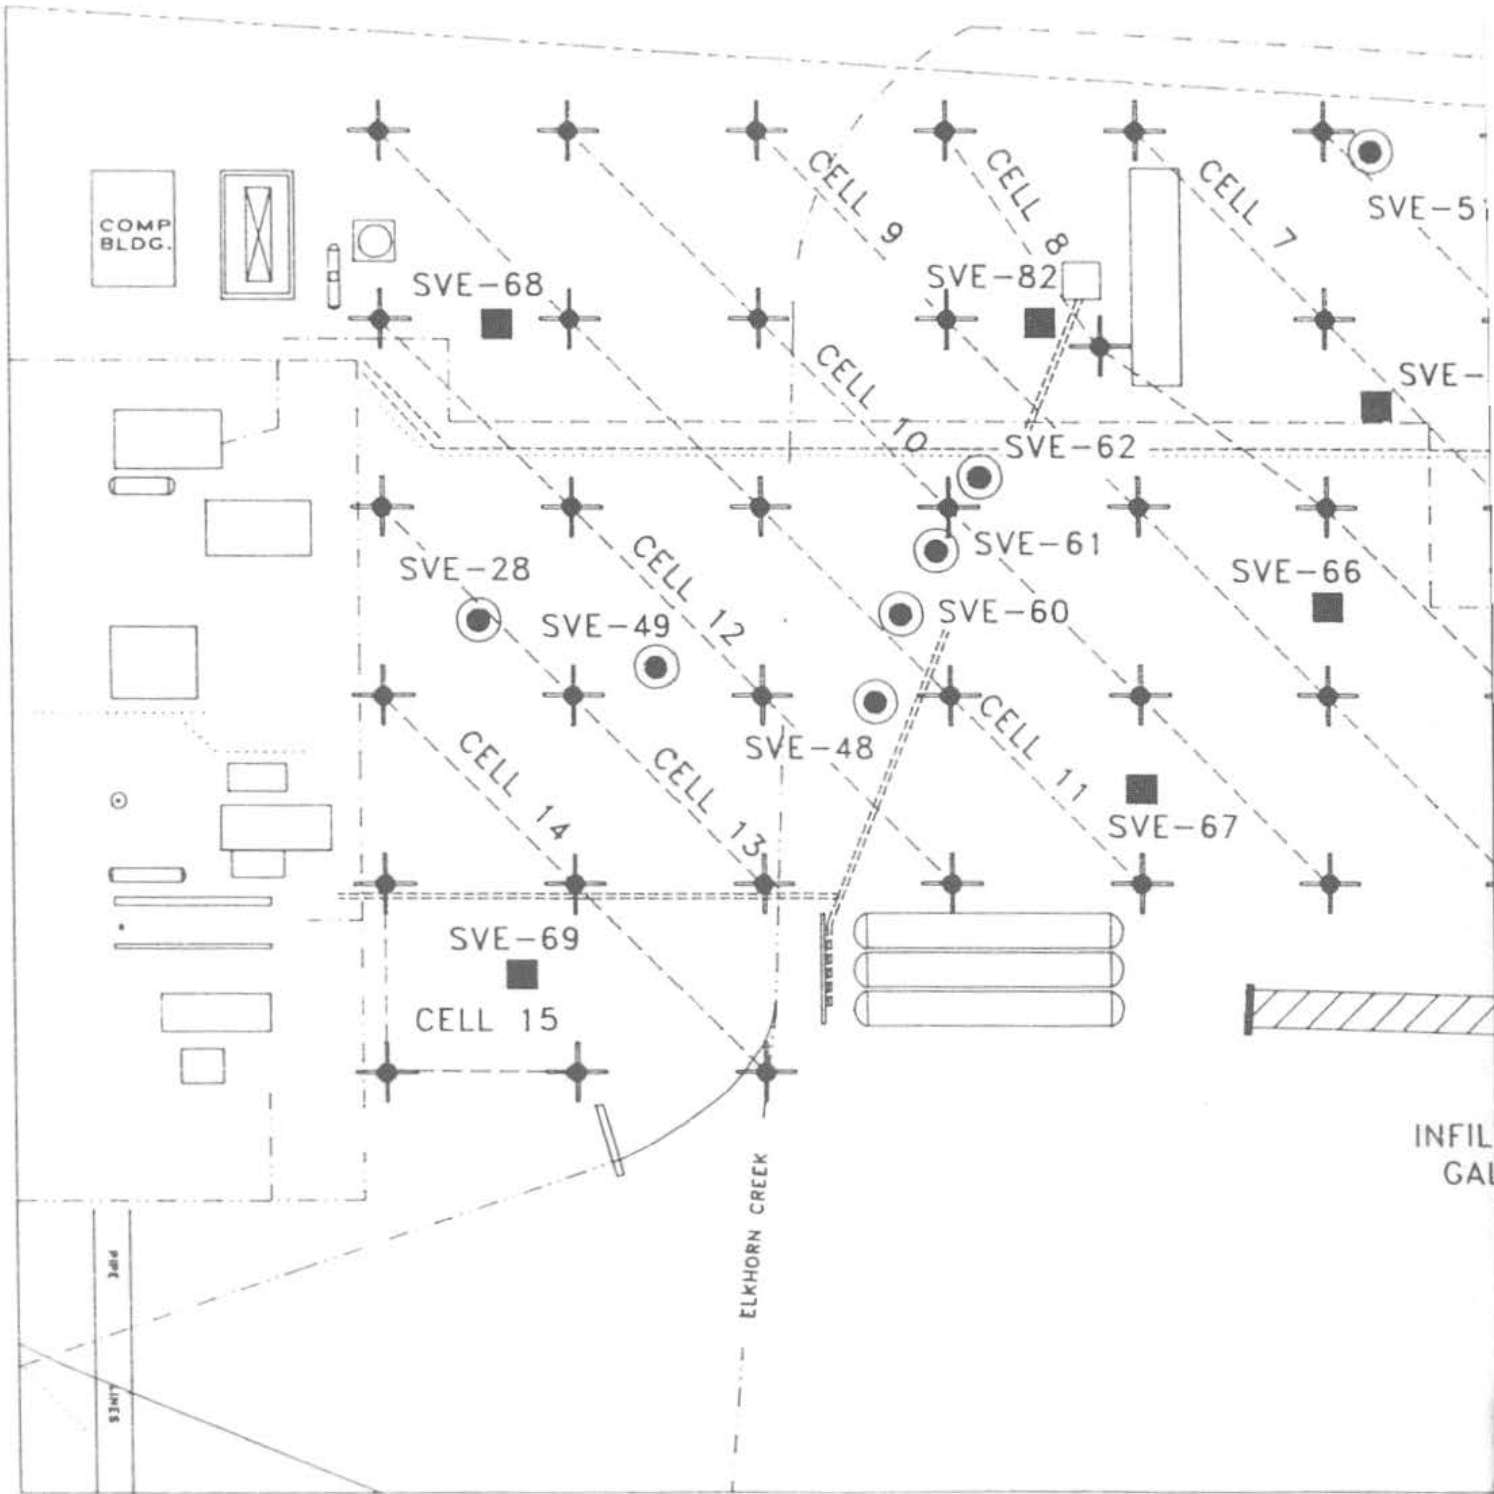 CELL 9
CELL 8
CELL 7
SVE-5
COMP
BLDG.
SVE-68
SVE-82
CELL 10
SVE-
SVE-62
SVE-61
SVE-28
CELL 12
SVE-66
SVE-49
SVE-60
SVE-48
CELL 11
CELL 14
CELL 13
SVE-67
SVE-69
CELL 15
INFIL
GAL
ELKHORN CREEK
PIPE
LINES